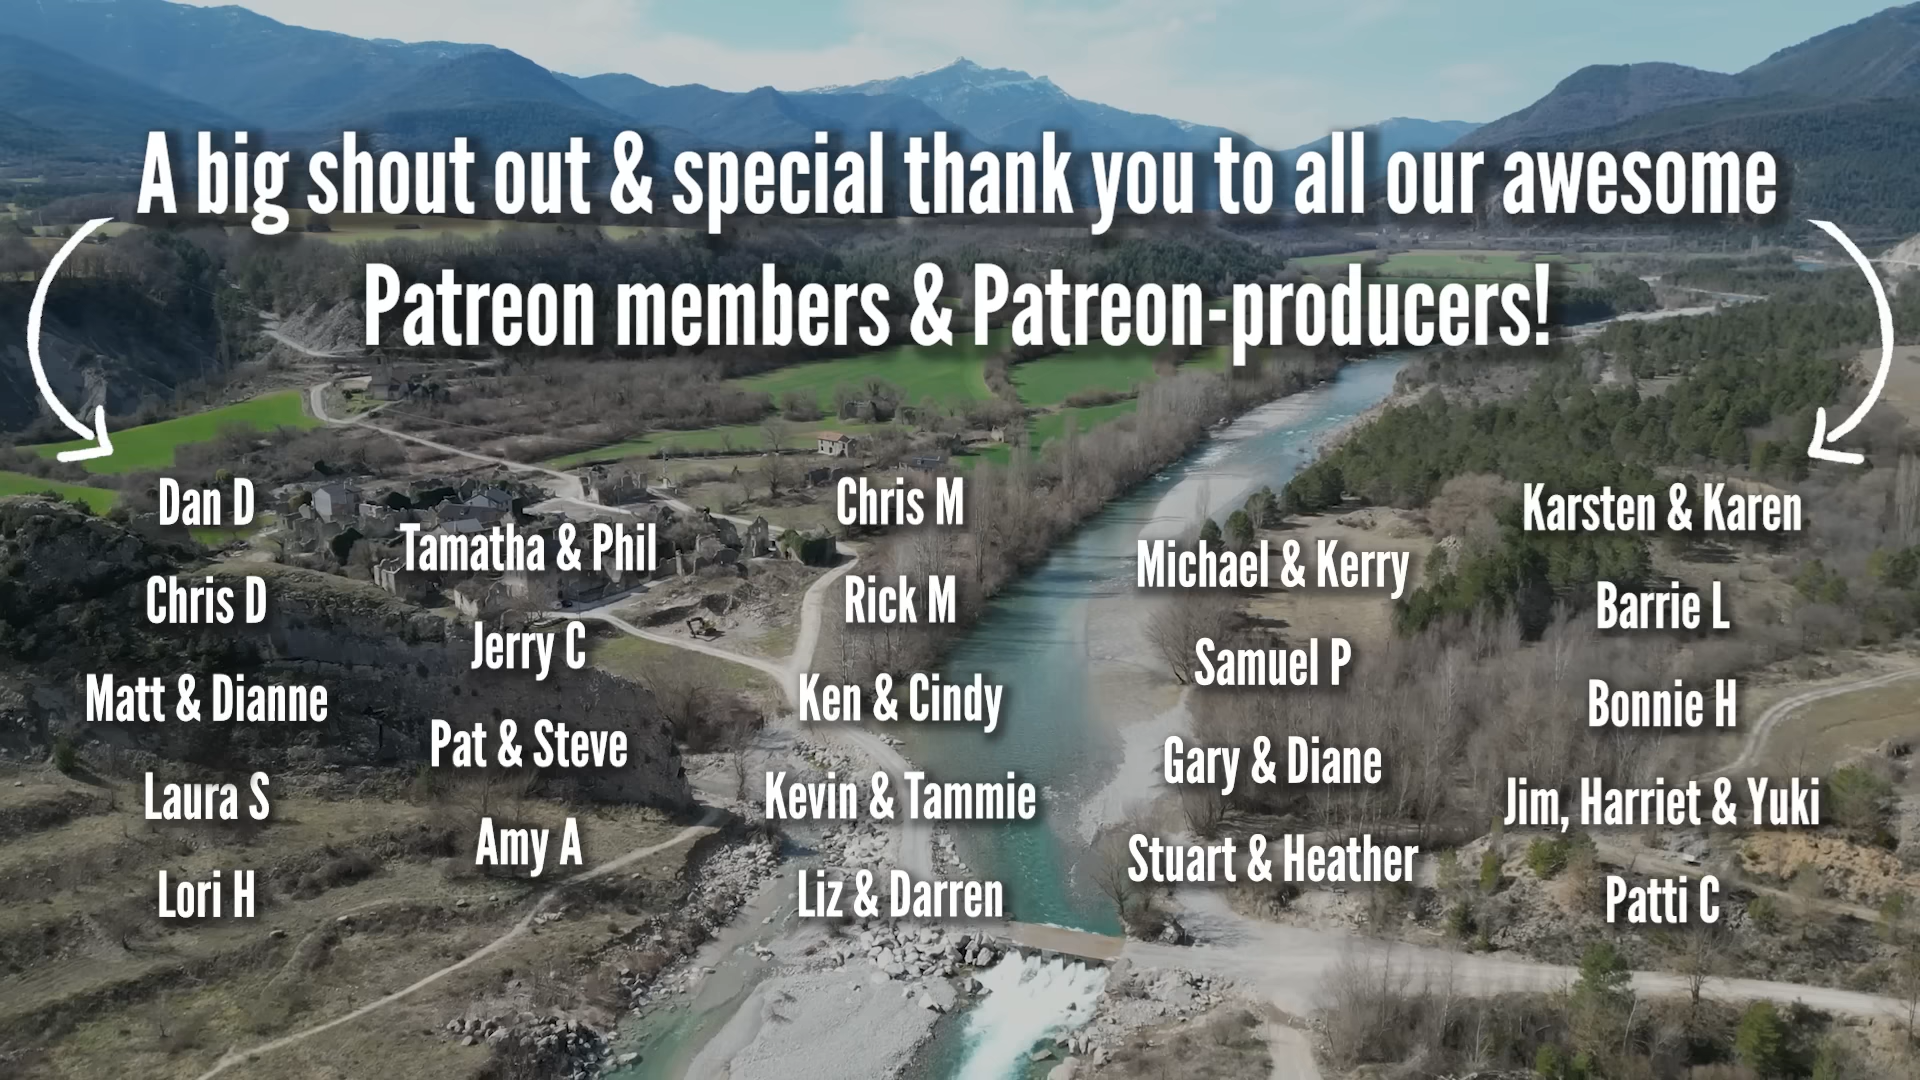 A big shout out & special thank you to all our awesome
Patreon members & Patreon-producers!
Dan D
Chris D
Matt & Dianne
Laura S
Lori H
Tamatha & Phil
Jerry C
Pat & Steve
Amy A
Chris M
Rick M
Ken & Cindy
Kevin & Tammie
Liz & Darren
Michael & Kerry
Samuel P
Gary & Diane
Stuart & Heather
Karsten & Karen
Barrie L
Bonnie H
Jim, Harriet & Yuki
Patti C